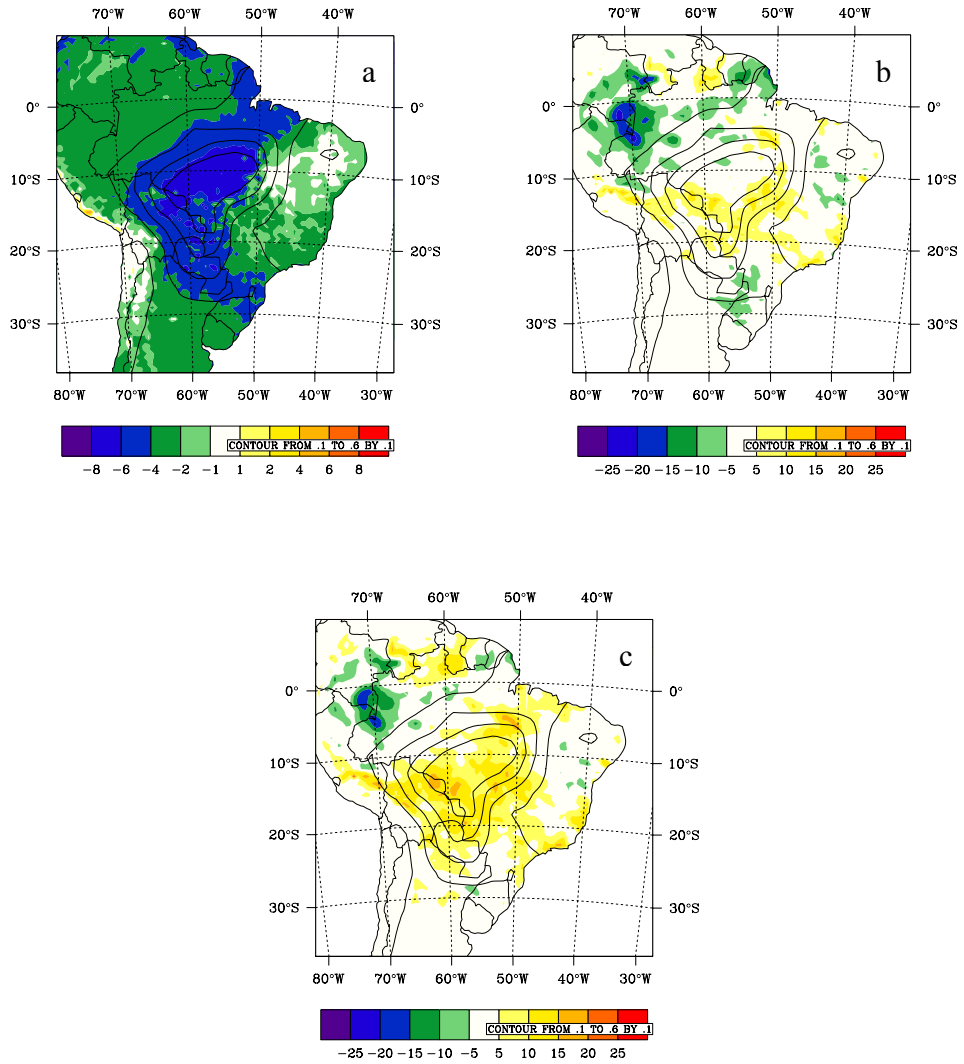 70°W 60°W 50°W 40°W
a
0° 0°
10°S 10°S
20°S 20°S
30°S 30°S
80°W 70°W 60°W 50°W 40°W 30°W
CONTOUR FROM .1 TO .6 BY .1
-8 -6 -4 -2 -1 1 2 4 6 8
70°W 60°W 50°W 40°W
b
0° 0°
10°S 10°S
20°S 20°S
30°S 30°S
80°W 70°W 60°W 50°W 40°W 30°W
CONTOUR FROM .1 TO .6 BY .1
-25 -20 -15 -10 -5 5 10 15 20 25
70°W 60°W 50°W 40°W
c
0° 0°
10°S 10°S
20°S 20°S
30°S 30°S
80°W 70°W 60°W 50°W 40°W 30°W
CONTOUR FROM .1 TO .6 BY .1
-25 -20 -15 -10 -5 5 10 15 20 25